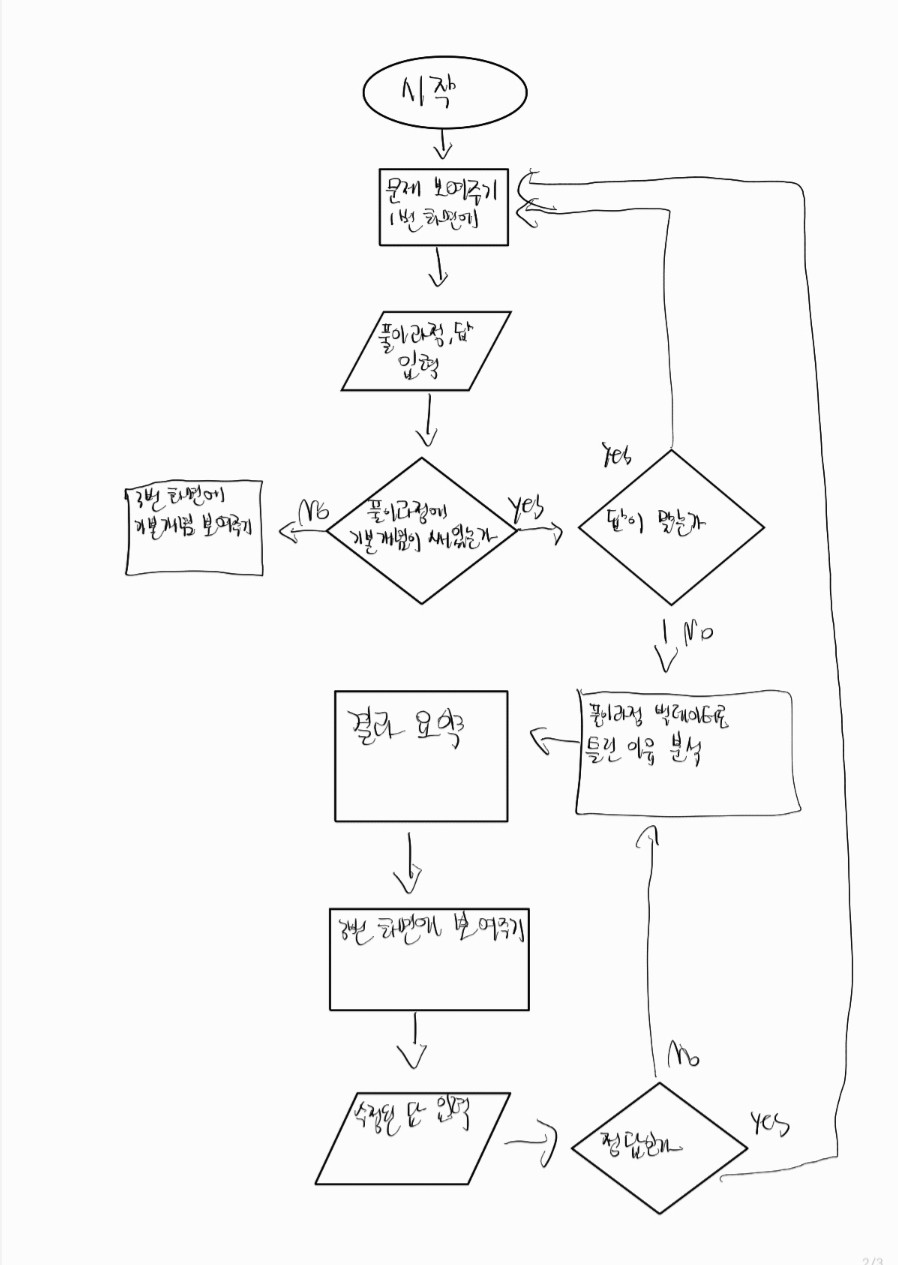 시작
문제 보여주기
1번 화면에
풀이과정, 답
입력
3번 화면에
기본개념 보여주기
No
풀이과정에
기본개념이 써있는가
yes
Yes
답이 맞는가
No
결과 요약
풀이과정 빅데이터로
틀린 이유 분석
3번 화면에 보여주기
No
수정된 답 입력
정답인가
Yes
2/3